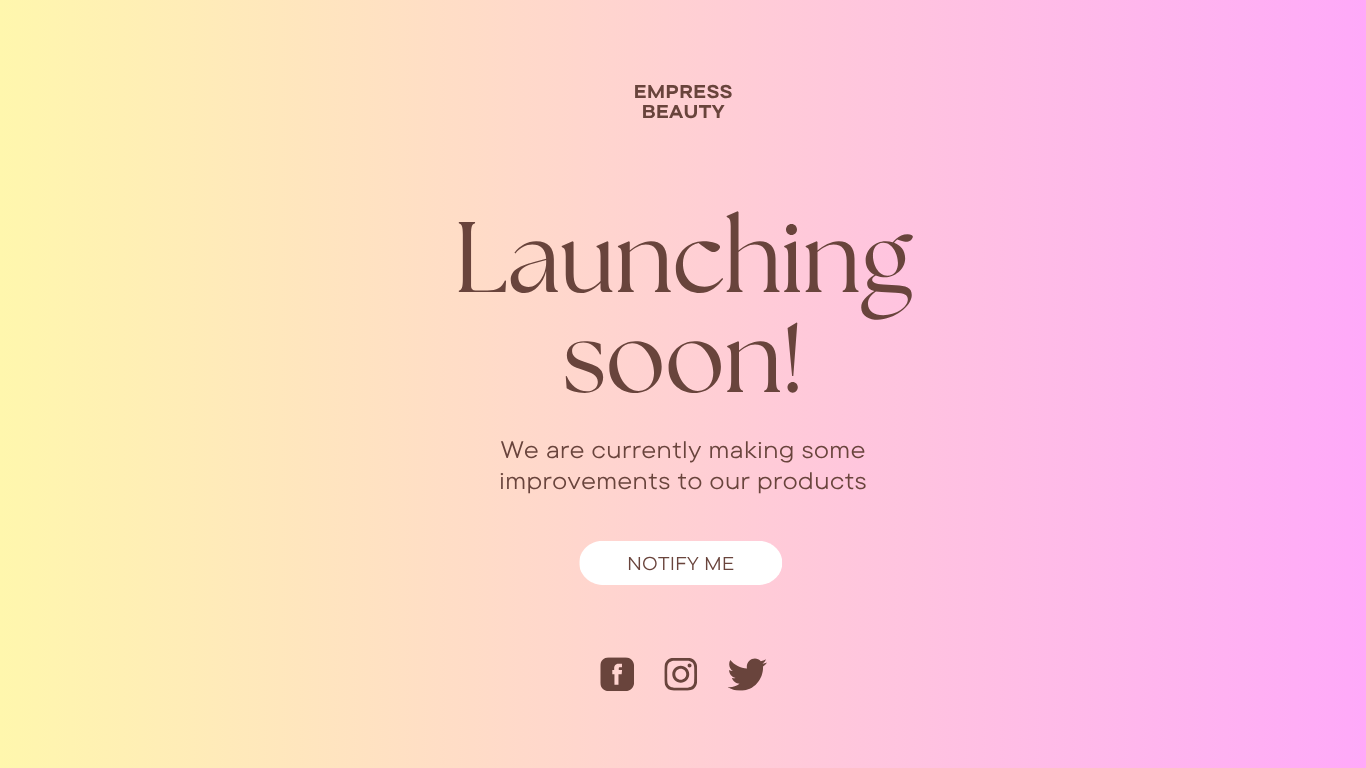 EMPRESS
BEAUTY
Launching
soon!
We are currently making some
improvements to our products
NOTIFY ME